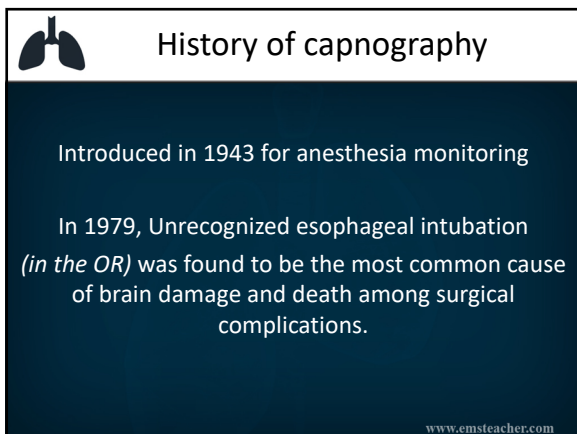 History of capnography
Introduced in 1943 for anesthesia monitoring
In 1979, Unrecognized esophageal intubation
(in the OR) was found to be the most common cause
of brain damage and death among surgical
complications.
www.emsteacher.com